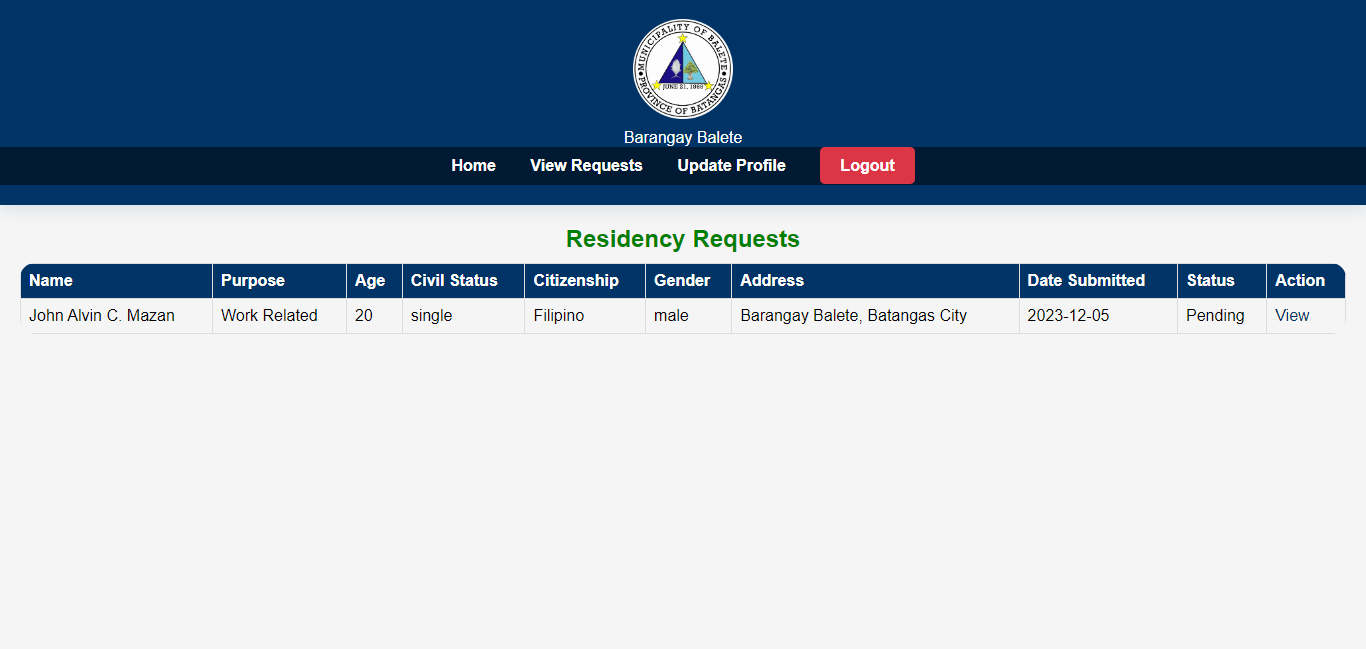 MUNICIPALITY OF BALETE
JUNE 21, 1969
PROVINCE OF BATANGAS
Barangay Balete
Home View Requests Update Profile Logout
Residency Requests
Name Purpose Age Civil Status Citizenship Gender Address Date Submitted Status Action
John Alvin C. Mazan Work Related 20 single Filipino male Barangay Balete, Batangas City 2023-12-05 Pending View